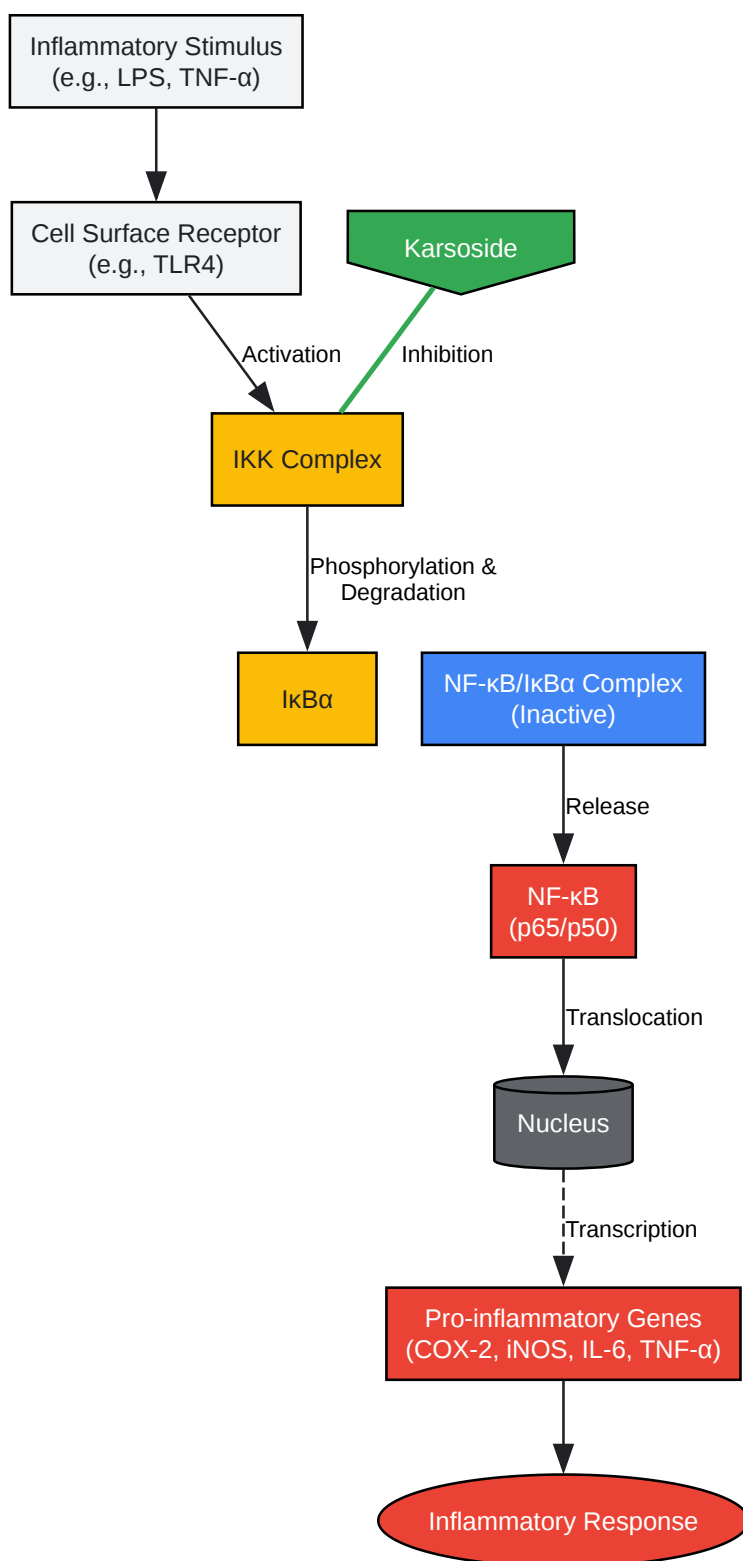 Inflammatory Stimulus
(e.g., LPS, TNF-α)
Cell Surface Receptor
(e.g., TLR4)
Karsoside
Activation
Inhibition
IKK Complex
Phosphorylation &
Degradation
IκBα
NF-κB/IκBα Complex
(Inactive)
Release
NF-κB
(p65/p50)
Translocation
Nucleus
Transcription
Pro-inflammatory Genes
(COX-2, iNOS, IL-6, TNF-α)
Inflammatory Response